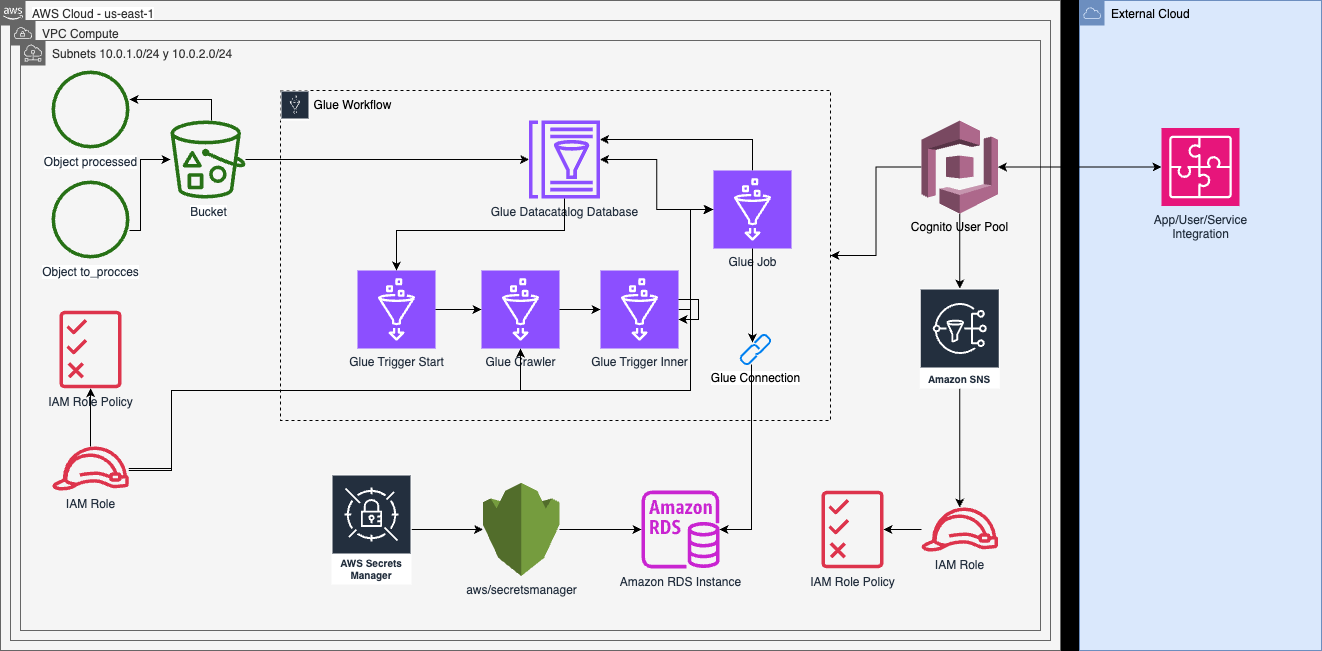 aws
AWS Cloud - us-east-1
External Cloud
VPC Compute
Subnets 10.0.1.0/24 y 10.0.2.0/24
Glue Workflow
Object processed
Bucket
Glue Datacatalog Database
Cognito User Pool
App/User/Service
Integration
Object to_procces
Glue Job
Glue Trigger Start
Glue Crawler
Glue Trigger Inner
Glue Connection
Amazon SNS
IAM Role Policy
IAM Role
Amazon
RDS
AWS Secrets
Manager
aws/secretsmanager
Amazon RDS Instance
IAM Role Policy
IAM Role